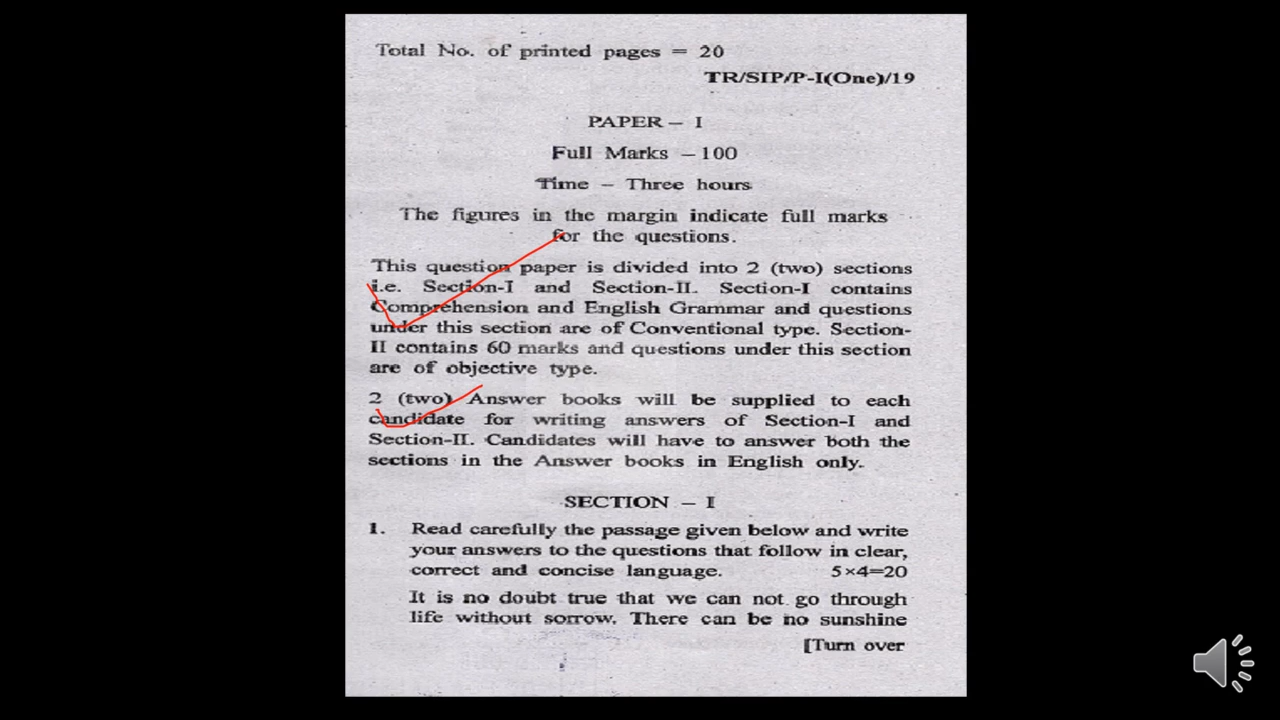 Total No. of printed pages = 20
TR/SIP/P-I(One)/19
PAPER – I
Full Marks – 100
Time – Three hours
The figures in the margin indicate full marks
for the questions.
This question paper is divided into 2 (two) sections
i.e. Section-I and Section-II. Section-I contains
Comprehension and English Grammar and questions
under this section are of Conventional type. Section-
II contains 60 marks and questions under this section
are of objective type.
2 (two) Answer books will be supplied to each
candidate for writing answers of Section-I and
Section-II. Candidates will have to answer both the
sections in the Answer books in English only.
SECTION – I
1. Read carefully the passage given below and write
your answers to the questions that follow in clear,
correct and concise language. 5×4=20
It is no doubt true that we can not go through
life without sorrow. There can be no sunshine
[Turn over